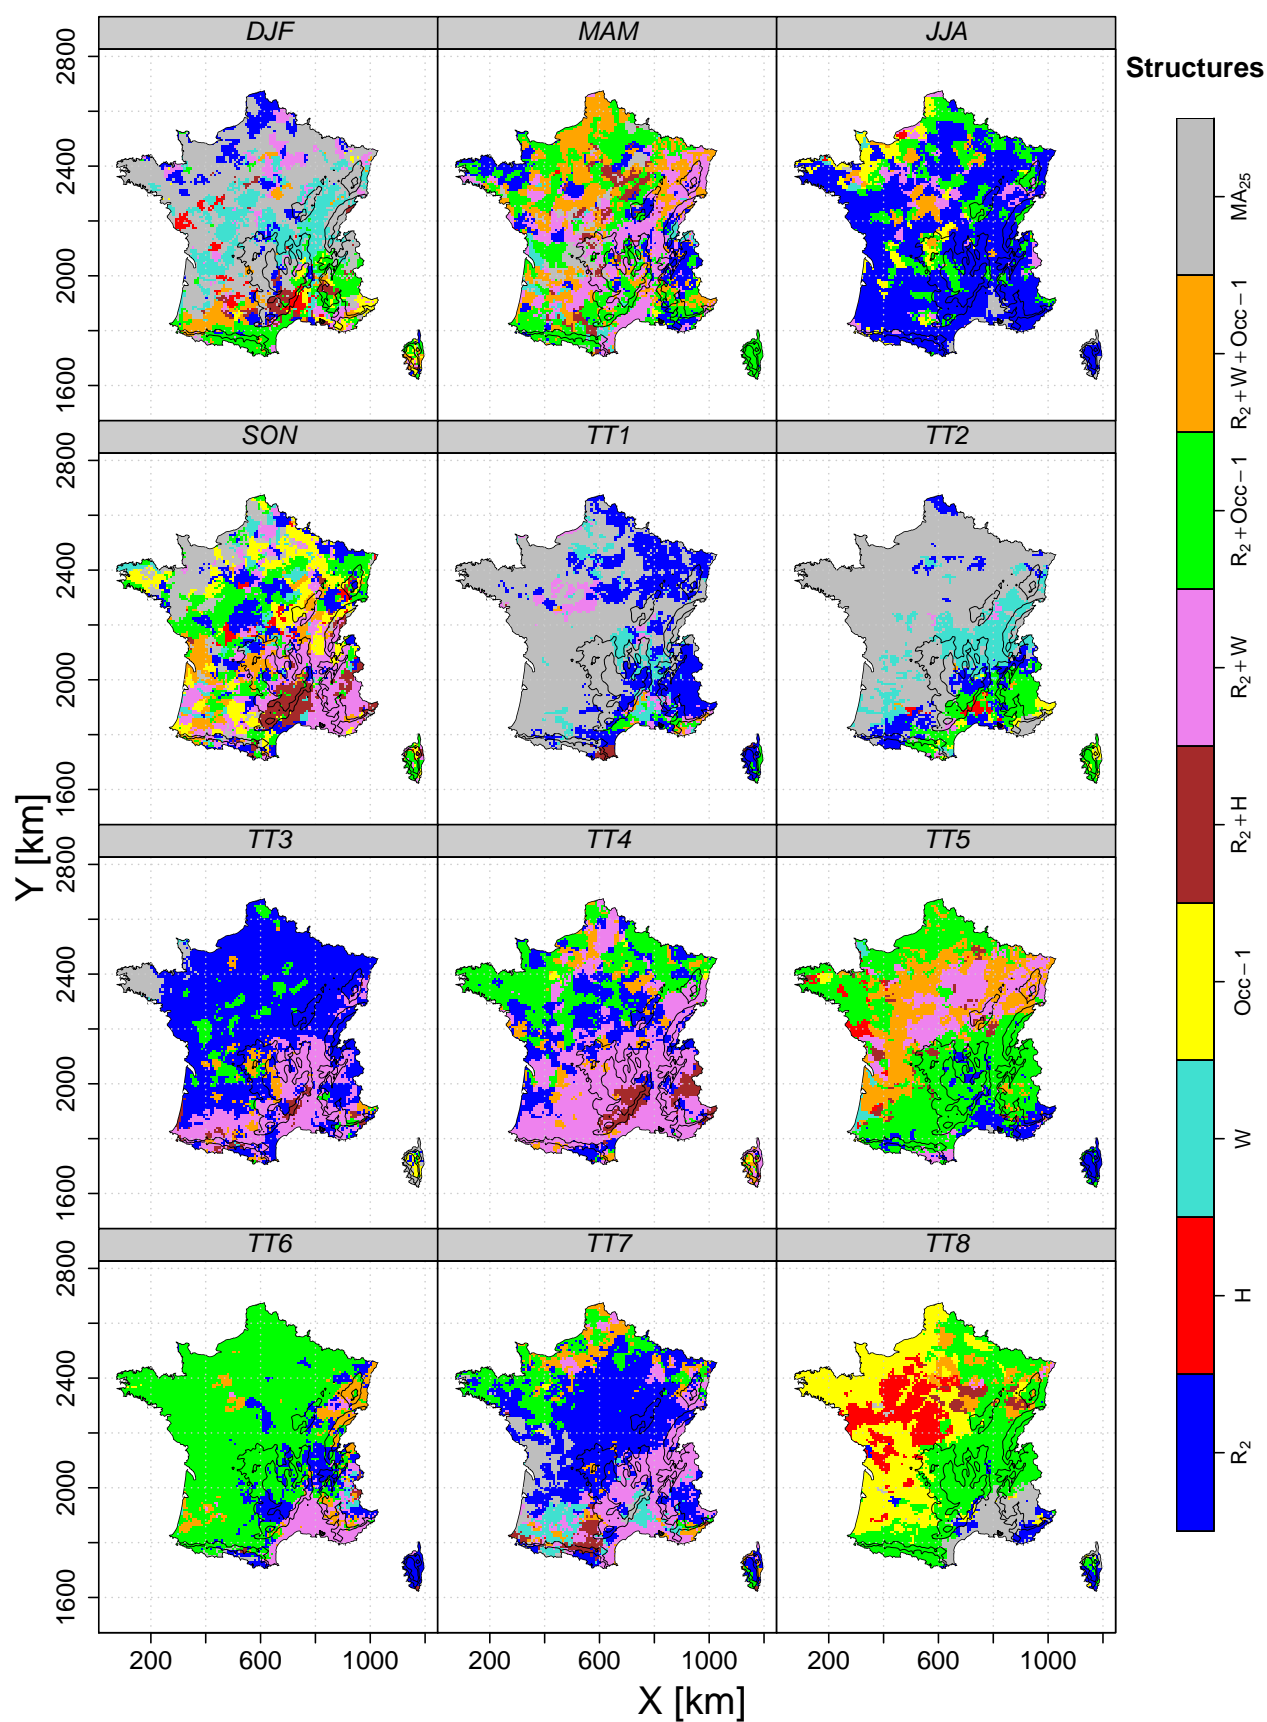 DJF MAM JJA
Structures
2800
2400
2000
1600
SON TT1 TT2
2800
2400
2000
1600
TT3 TT4 TT5
2800
2400
2000
1600
TT6 TT7 TT8
2800
2400
2000
1600
200 600 1000 200 600 1000 200 600 1000
X [km]
Y [km]
MA25
R2+W+Occ−1
R2+Occ−1
R2+W
R2+H
Occ−1
W
H
R2